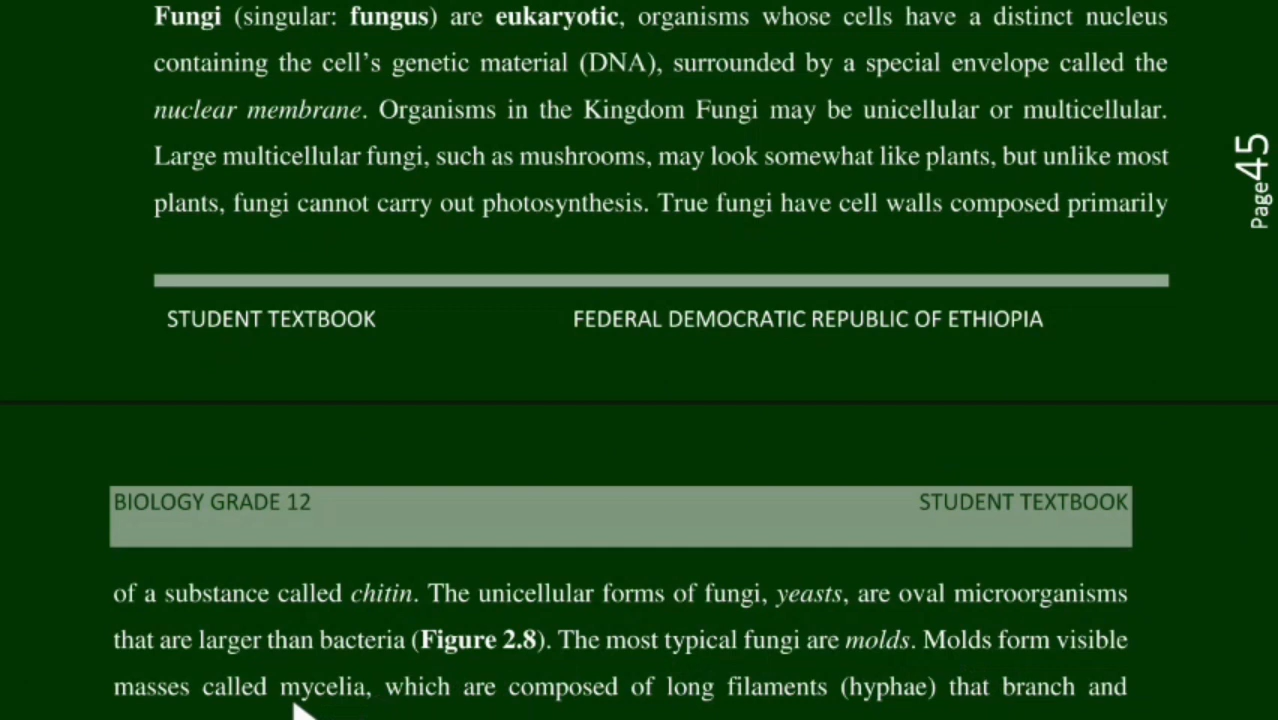 Fungi (singular: fungus) are eukaryotic, organisms whose cells have a distinct nucleus
containing the cell’s genetic material (DNA), surrounded by a special envelope called the
nuclear membrane. Organisms in the Kingdom Fungi may be unicellular or multicellular.
Large multicellular fungi, such as mushrooms, may look somewhat like plants, but unlike most
plants, fungi cannot carry out photosynthesis. True fungi have cell walls composed primarily
Page45
STUDENT TEXTBOOK FEDERAL DEMOCRATIC REPUBLIC OF ETHIOPIA
BIOLOGY GRADE 12 STUDENT TEXTBOOK
of a substance called chitin. The unicellular forms of fungi, yeasts, are oval microorganisms
that are larger than bacteria (Figure 2.8). The most typical fungi are molds. Molds form visible
masses called mycelia, which are composed of long filaments (hyphae) that branch and